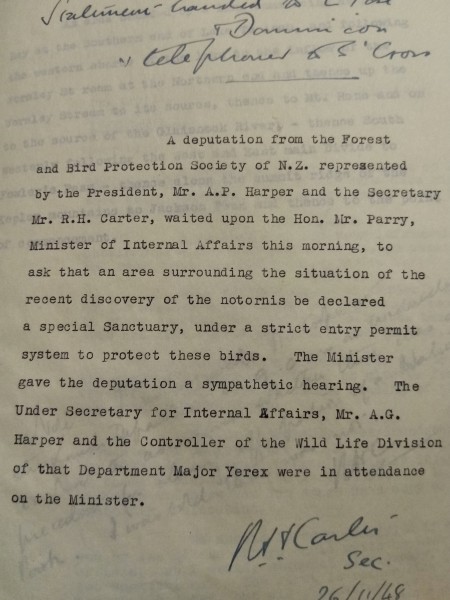 Statement handed to
& Dominion
" telephoned to S' Cross
A deputation from the Forest
and Bird Protection Society of N.Z. represented
by the President, Mr. A.P. Harper and the Secretary
Mr. R.H. Carter, waited upon the Hon. Mr. Parry,
Minister of Internal Affairs this morning, to
ask that an area surrounding the situation of the
recent discovery of the notornis be declared
a special Sanctuary, under a strict entry permit
system to protect these birds. The Minister
gave the deputation a sympathetic hearing. The
Under Secretary for Internal Affairs, Mr. A.G.
Harper and the Controller of the Wild Life Division
of that Department Major Yerex were in attendance
on the Minister.
R H Carter
Sec.
26/11/48